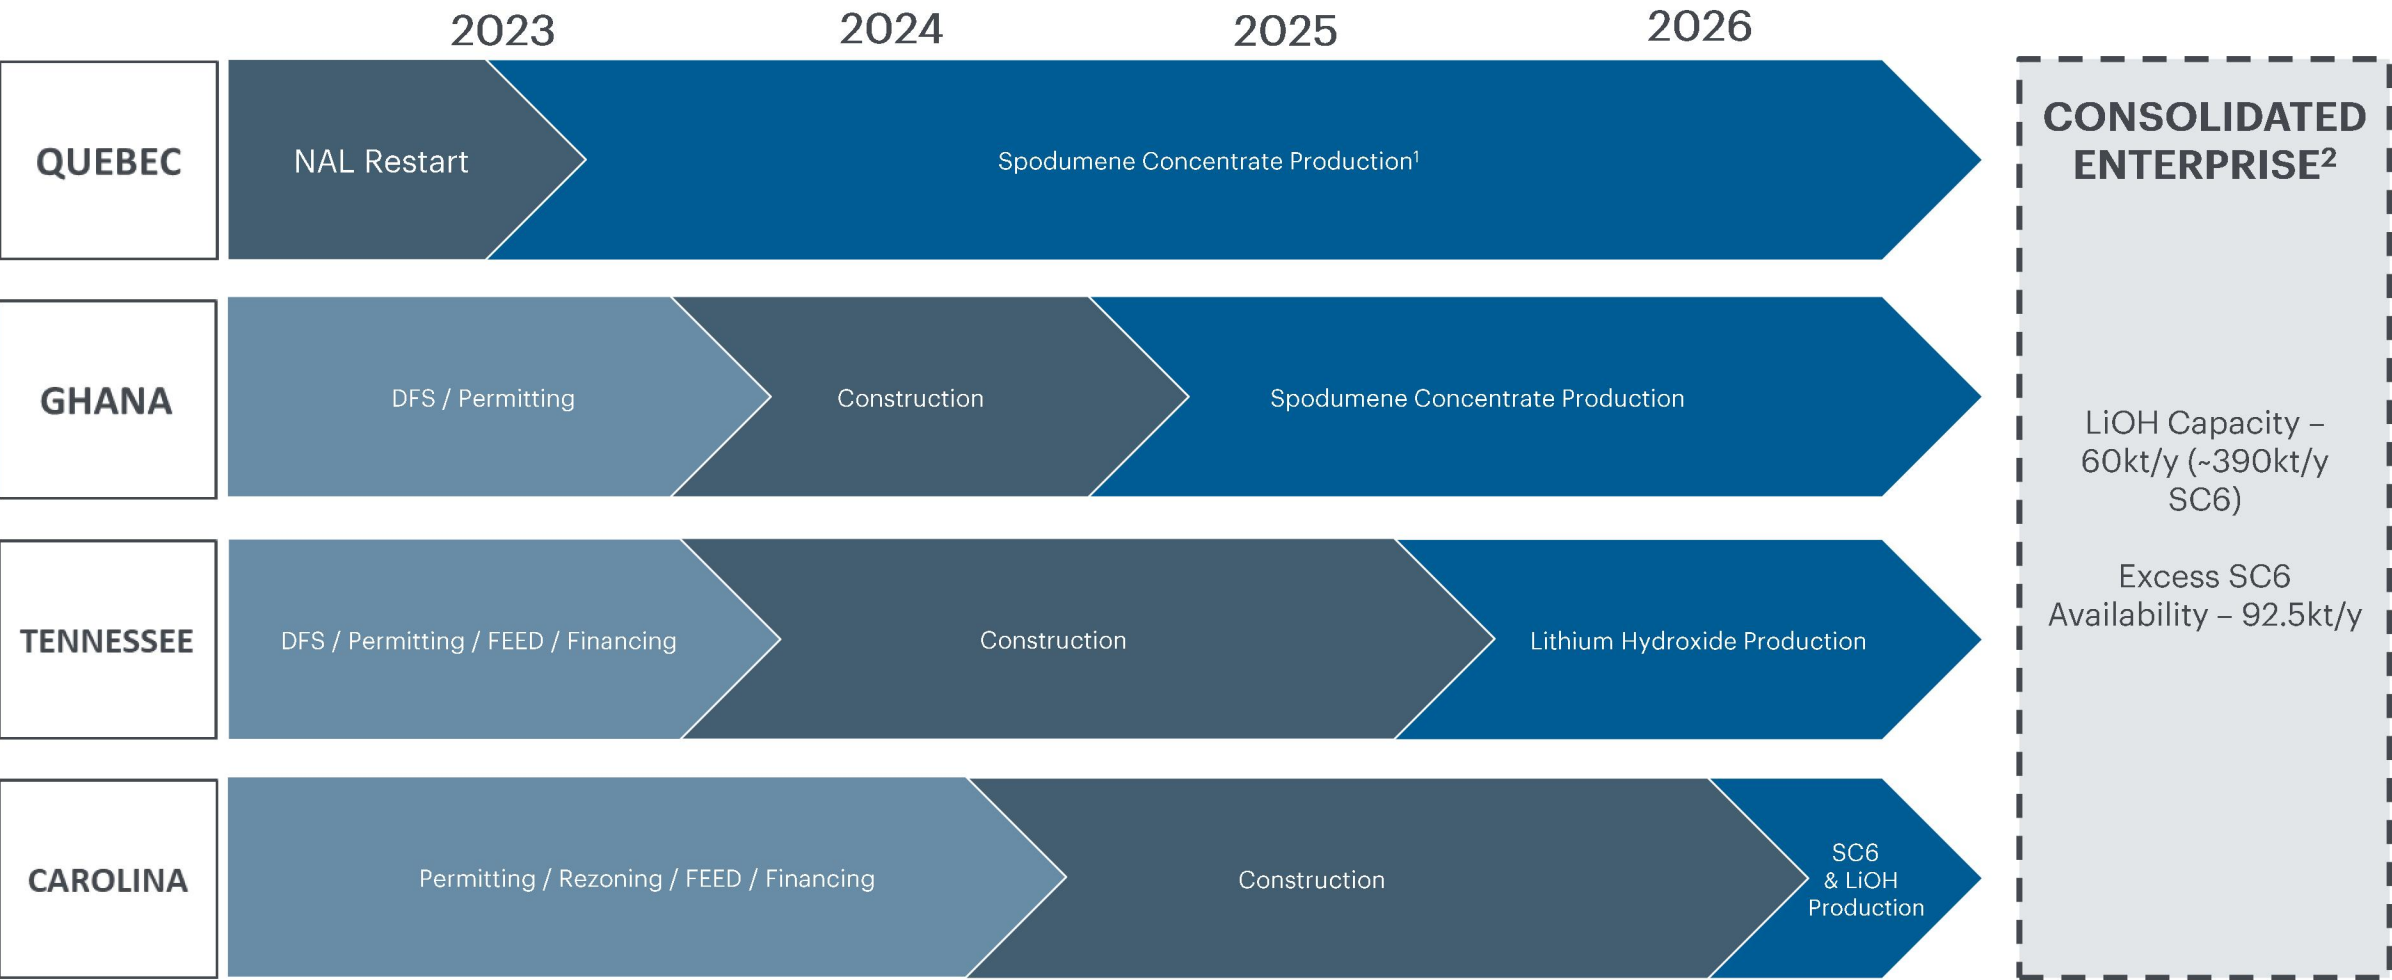 2023
2024
2025
2026
QUEBEC
NAL Restart
Spodumene Concentrate Production¹
GHANA
DFS / Permitting
Construction
Spodumene Concentrate Production
TENNESSEE
DFS / Permitting / FEED / Financing
Construction
Lithium Hydroxide Production
CAROLINA
Permitting / Rezoning / FEED / Financing
Construction
SC6
& LiOH
Production
CONSOLIDATED
ENTERPRISE²
LiOH Capacity –
60kt/y (~390kt/y
SC6)
Excess SC6
Availability – 92.5kt/y